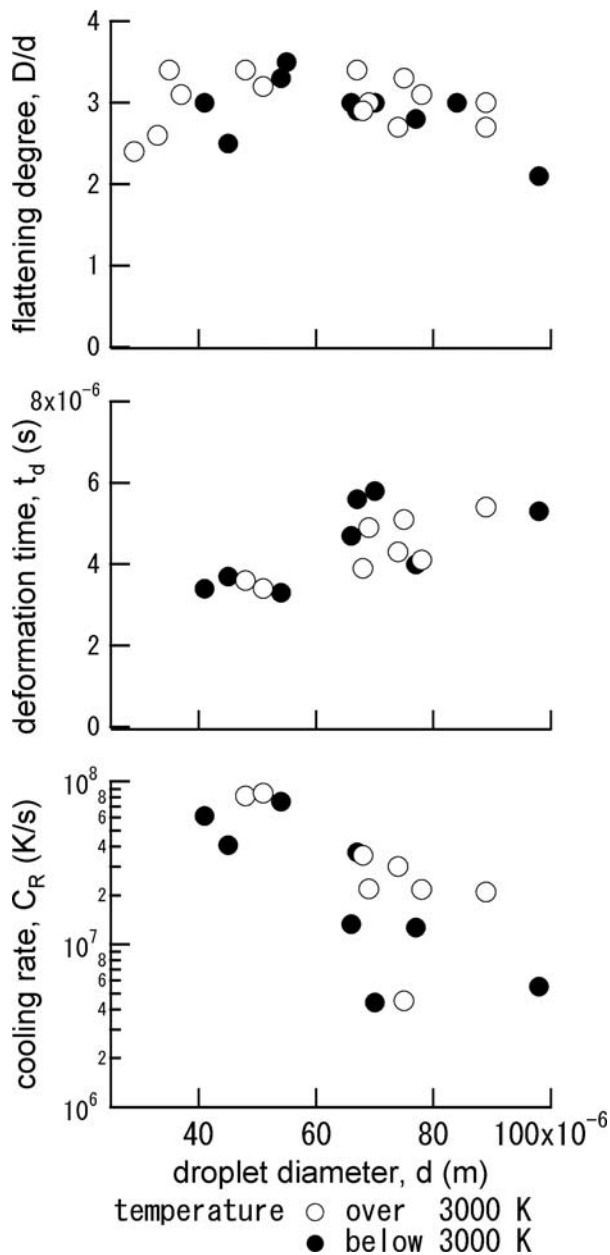 flattening degree, D/d
4
3
2
1
0
deformation time, t_d (s)
8x10⁻⁶
6
4
2
0
cooling rate, C_R (K/s)
10⁸
8
6
4
2
10⁷
8
6
4
2
10⁶
40 60 80 100x10⁻⁶
droplet diameter, d (m)
temperature ○ over 3000 K
● below 3000 K